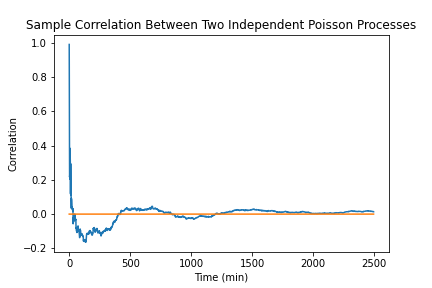 Sample Correlation Between Two Independent Poisson Processes
1.0
0.8
0.6
0.4
0.2
0.0
−0.2
Correlation
0 500 1000 1500 2000 2500
Time (min)